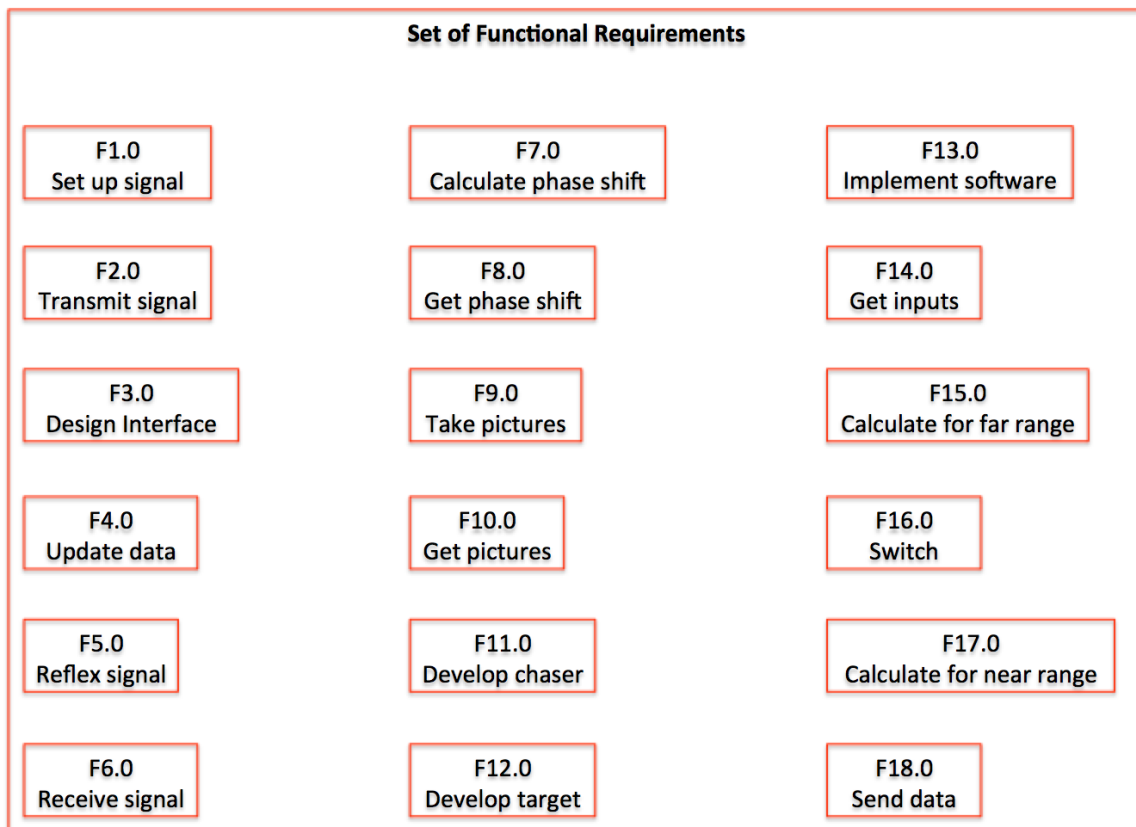 Set of Functional Requirements
F1.0
Set up signal
F2.0
Transmit signal
F3.0
Design Interface
F4.0
Update data
F5.0
Reflex signal
F6.0
Receive signal
F7.0
Calculate phase shift
F8.0
Get phase shift
F9.0
Take pictures
F10.0
Get pictures
F11.0
Develop chaser
F12.0
Develop target
F13.0
Implement software
F14.0
Get inputs
F15.0
Calculate for far range
F16.0
Switch
F17.0
Calculate for near range
F18.0
Send data